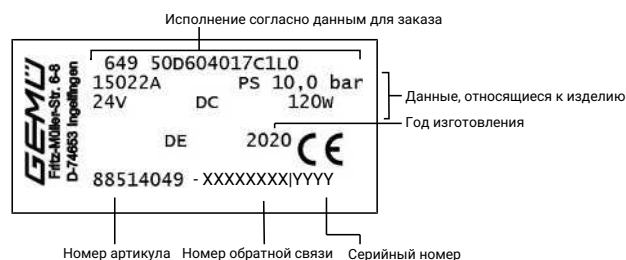 Исполнение согласно данным для заказа
GEMÜ
Fritz-Müller-Str. 6-8
D-74653 Ingelfingen
649 50D604017C1L0
15022A PS 10,0 bar
24V DC 120W
DE 2020 CE
88514049 - XXXXXXXX|YYYY
Данные, относящиеся к изделию
Год изготовления
Номер артикула Номер обратной связи Серийный номер